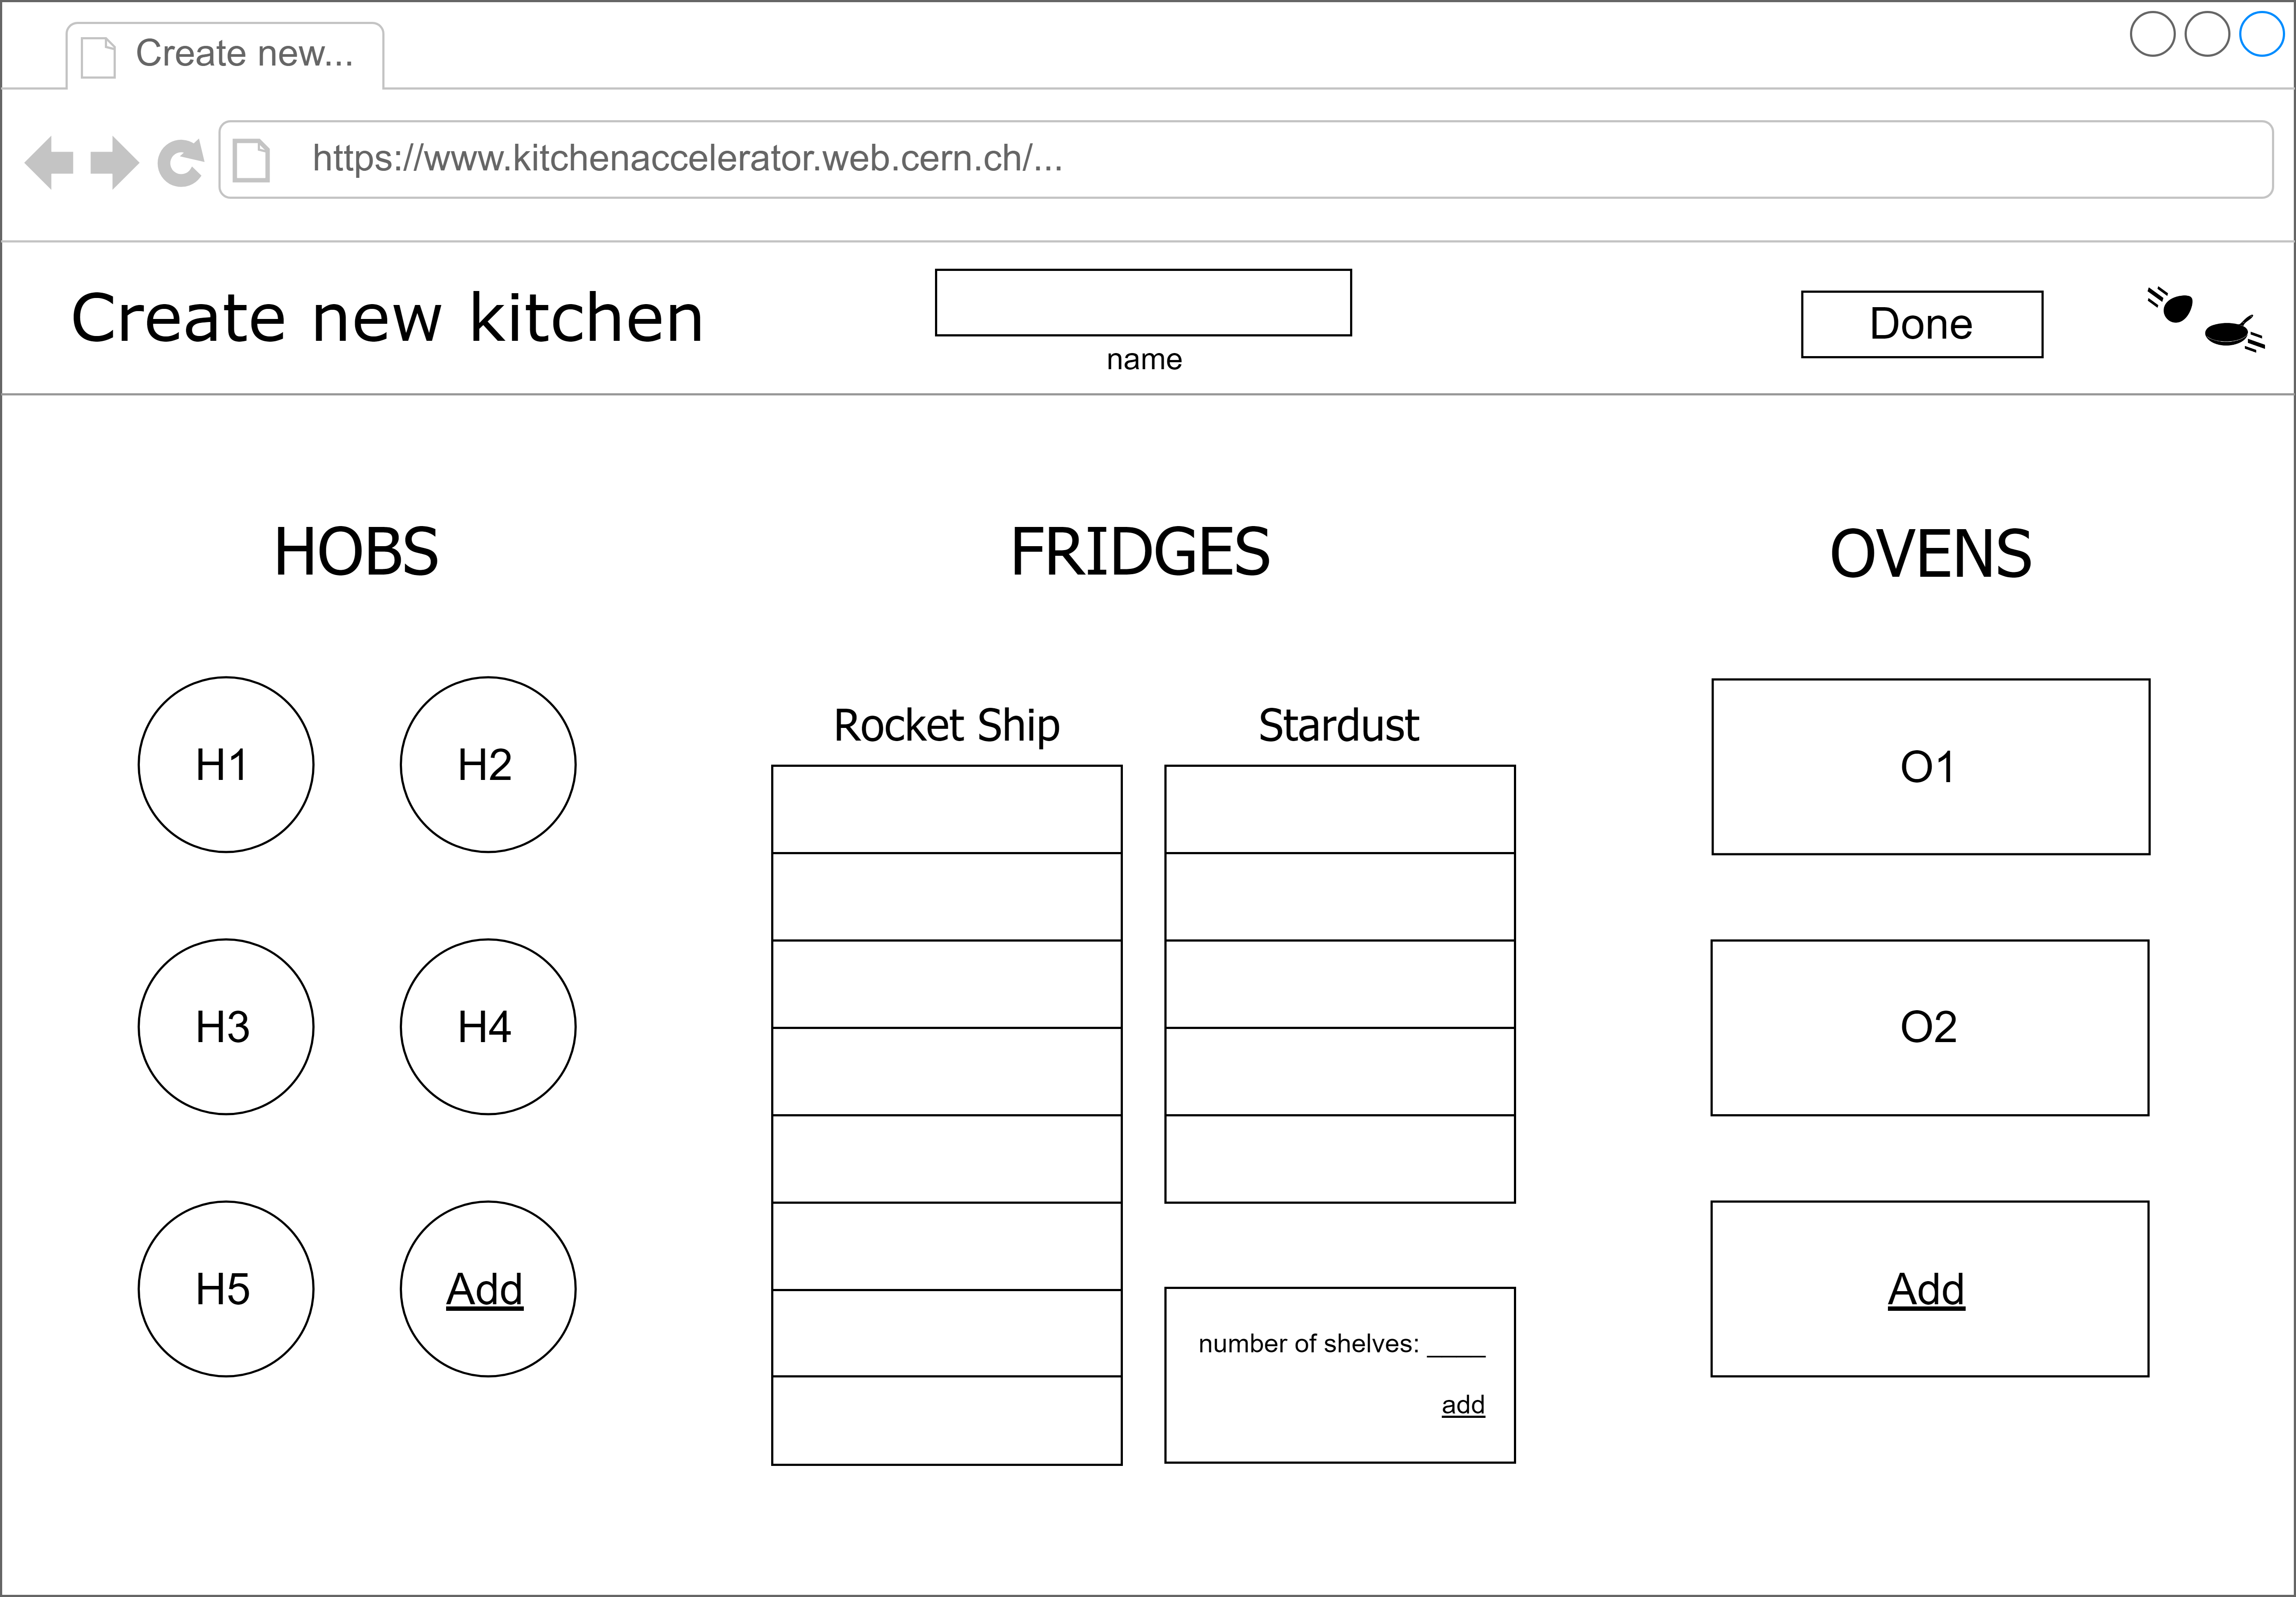 Create new...
https://www.kitchenaccelerator.web.cern.ch/...
Create new kitchen
name
Done
HOBS
H1
H2
H3
H4
H5
Add
FRIDGES
Rocket Ship
Stardust
number of shelves: ____
add
OVENS
O1
O2
Add